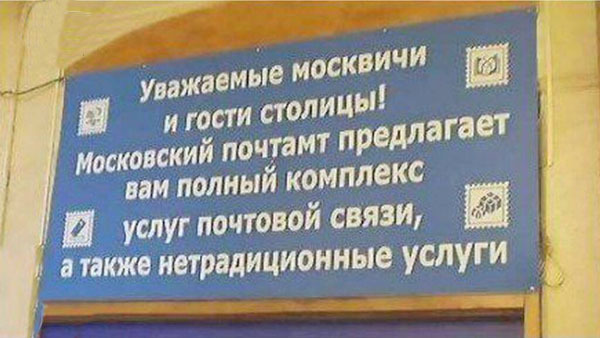 Уважаемые москвичи
и гости столицы!
Московский почтамт предлагает
вам полный комплекс
услуг почтовой связи,
а также нетрадиционные услуги